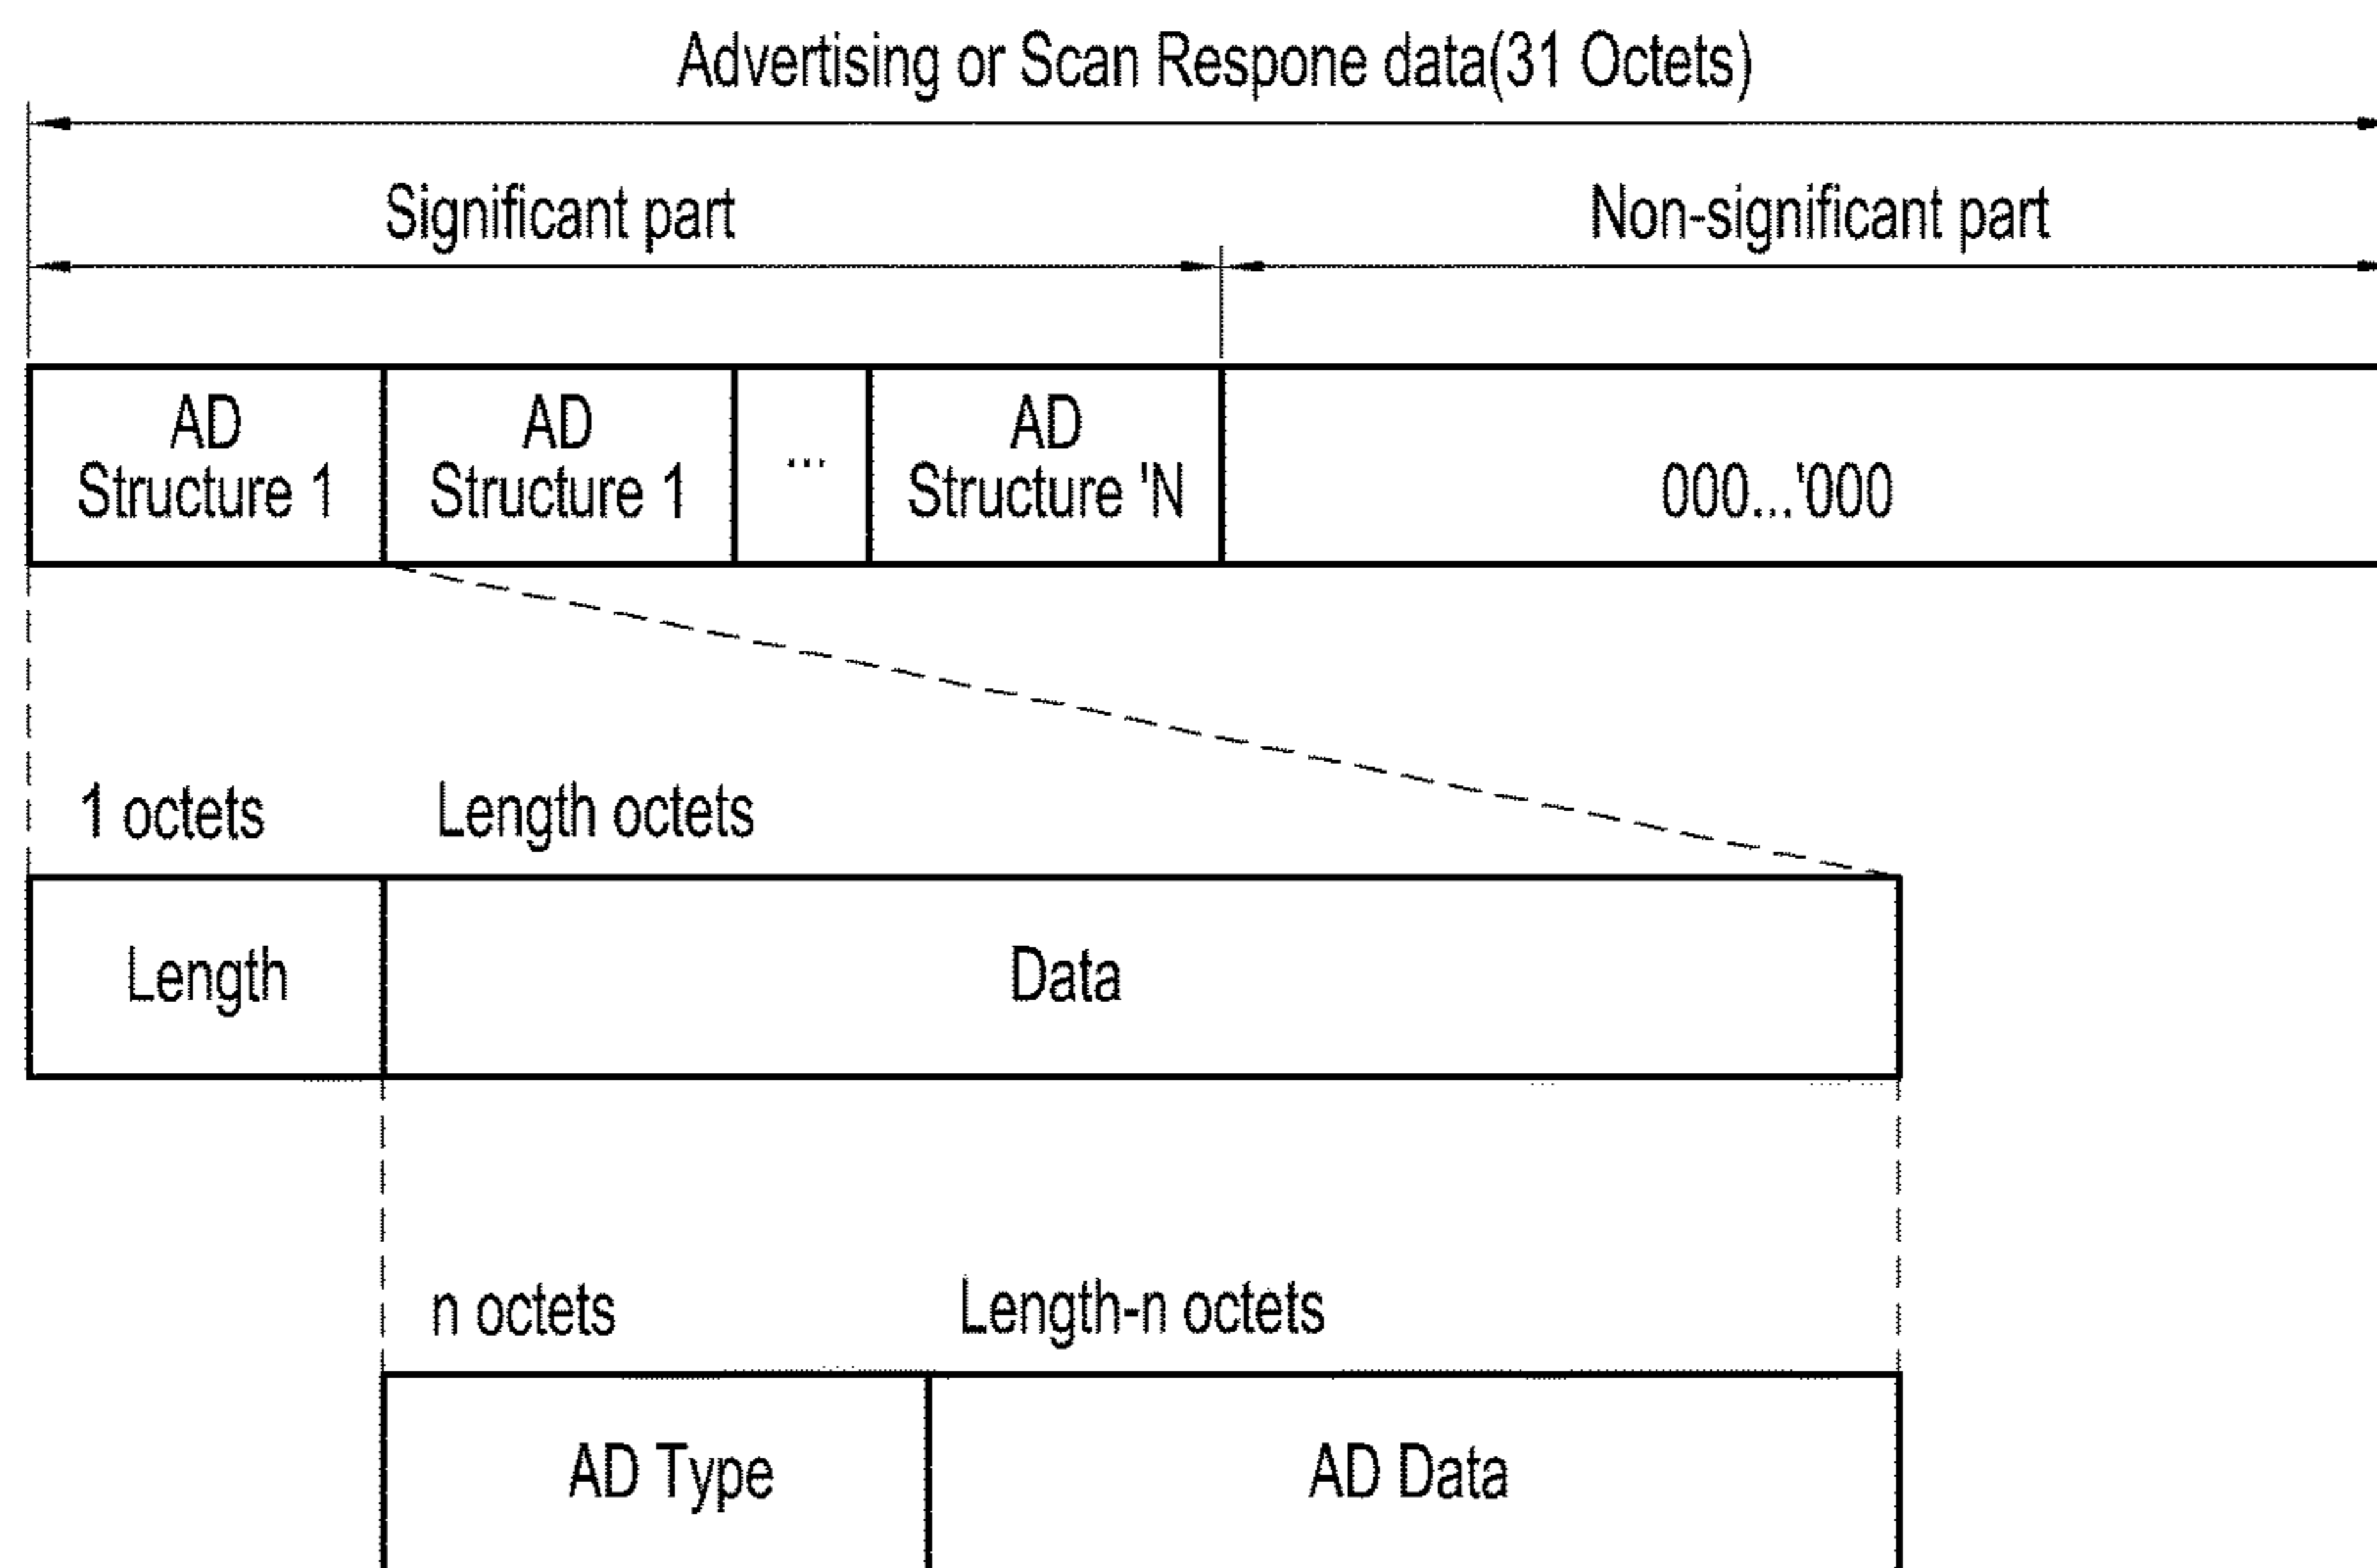 Advertising or Scan Respone data(31 Octets)
Significant part
Non-significant part
AD
Structure 1
AD
Structure 1
...
AD
Structure 'N
000...'000
1 octets
Length octets
Length
Data
n octets
Length-n octets
AD Type
AD Data